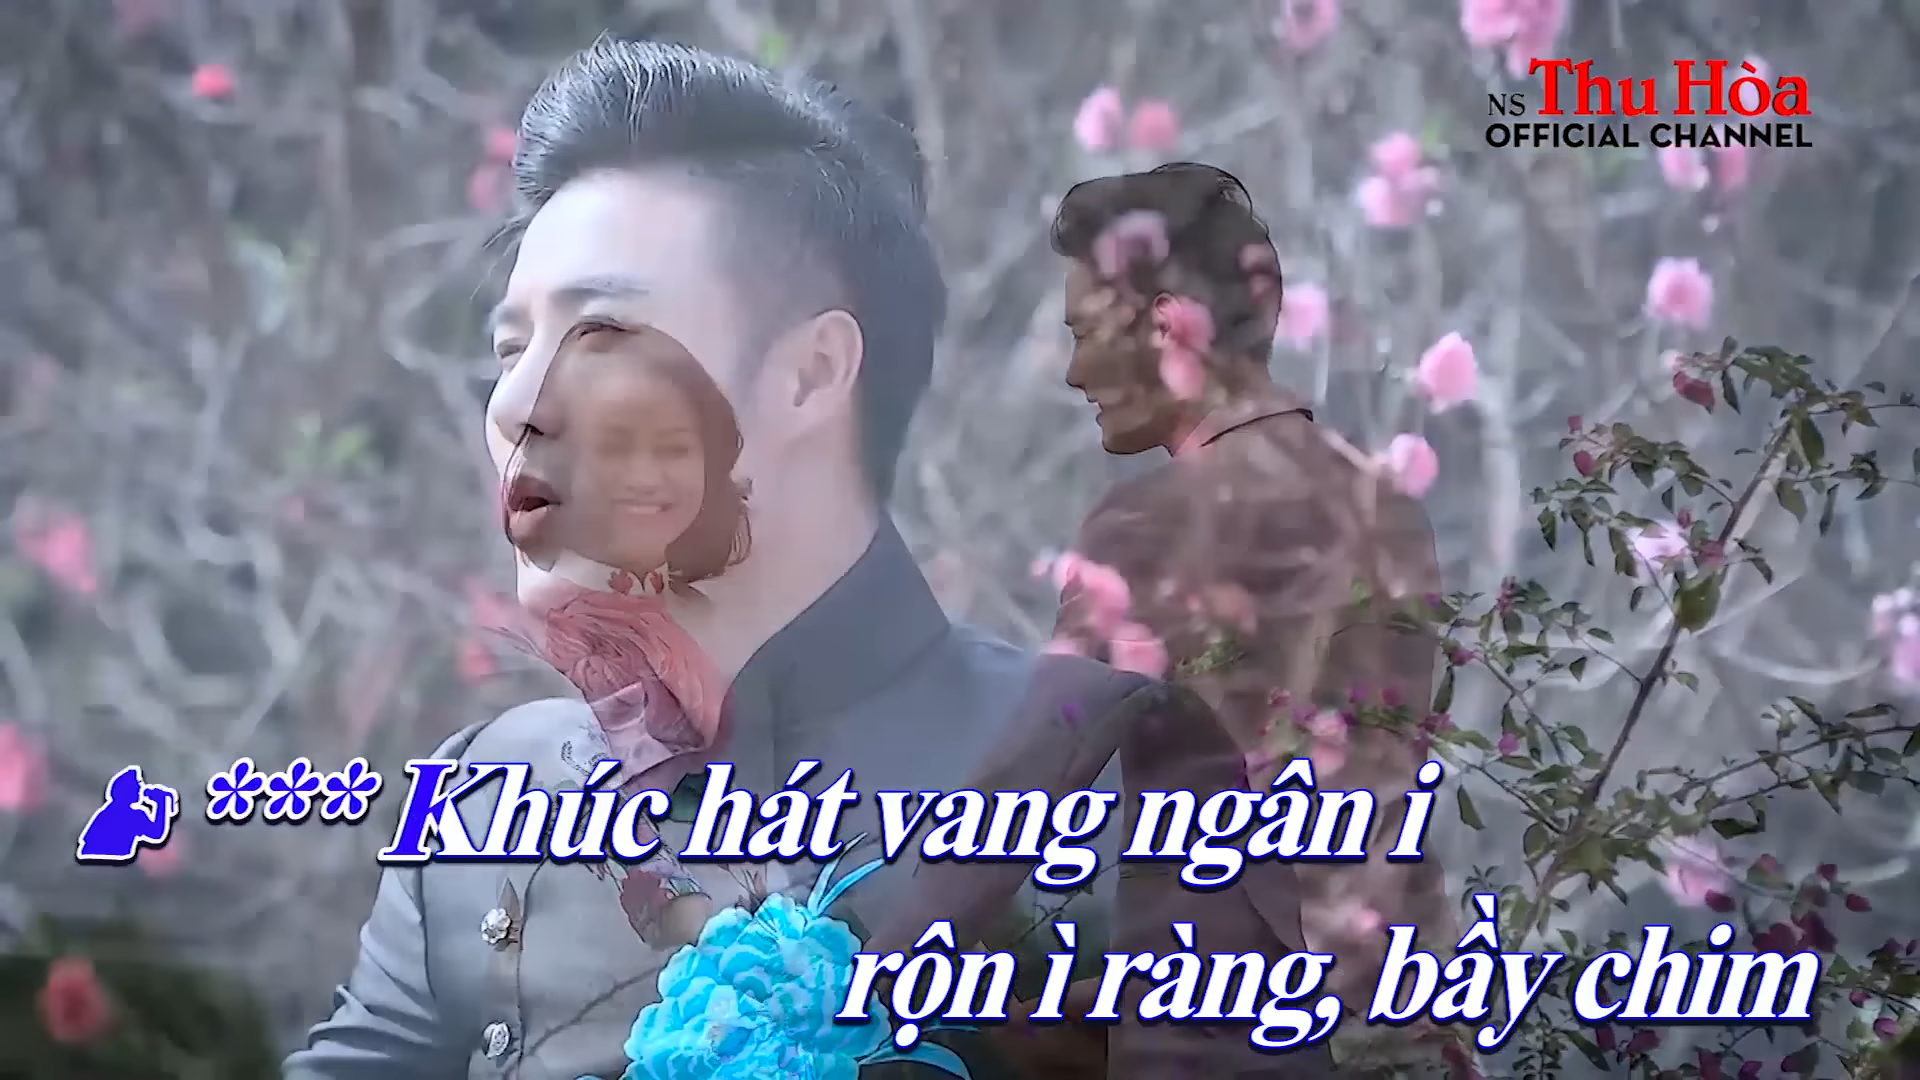 NS Thu Hòa
OFFICIAL CHANNEL
*** Khúc hát vang ngân i
rộn ì ràng, bầy chim